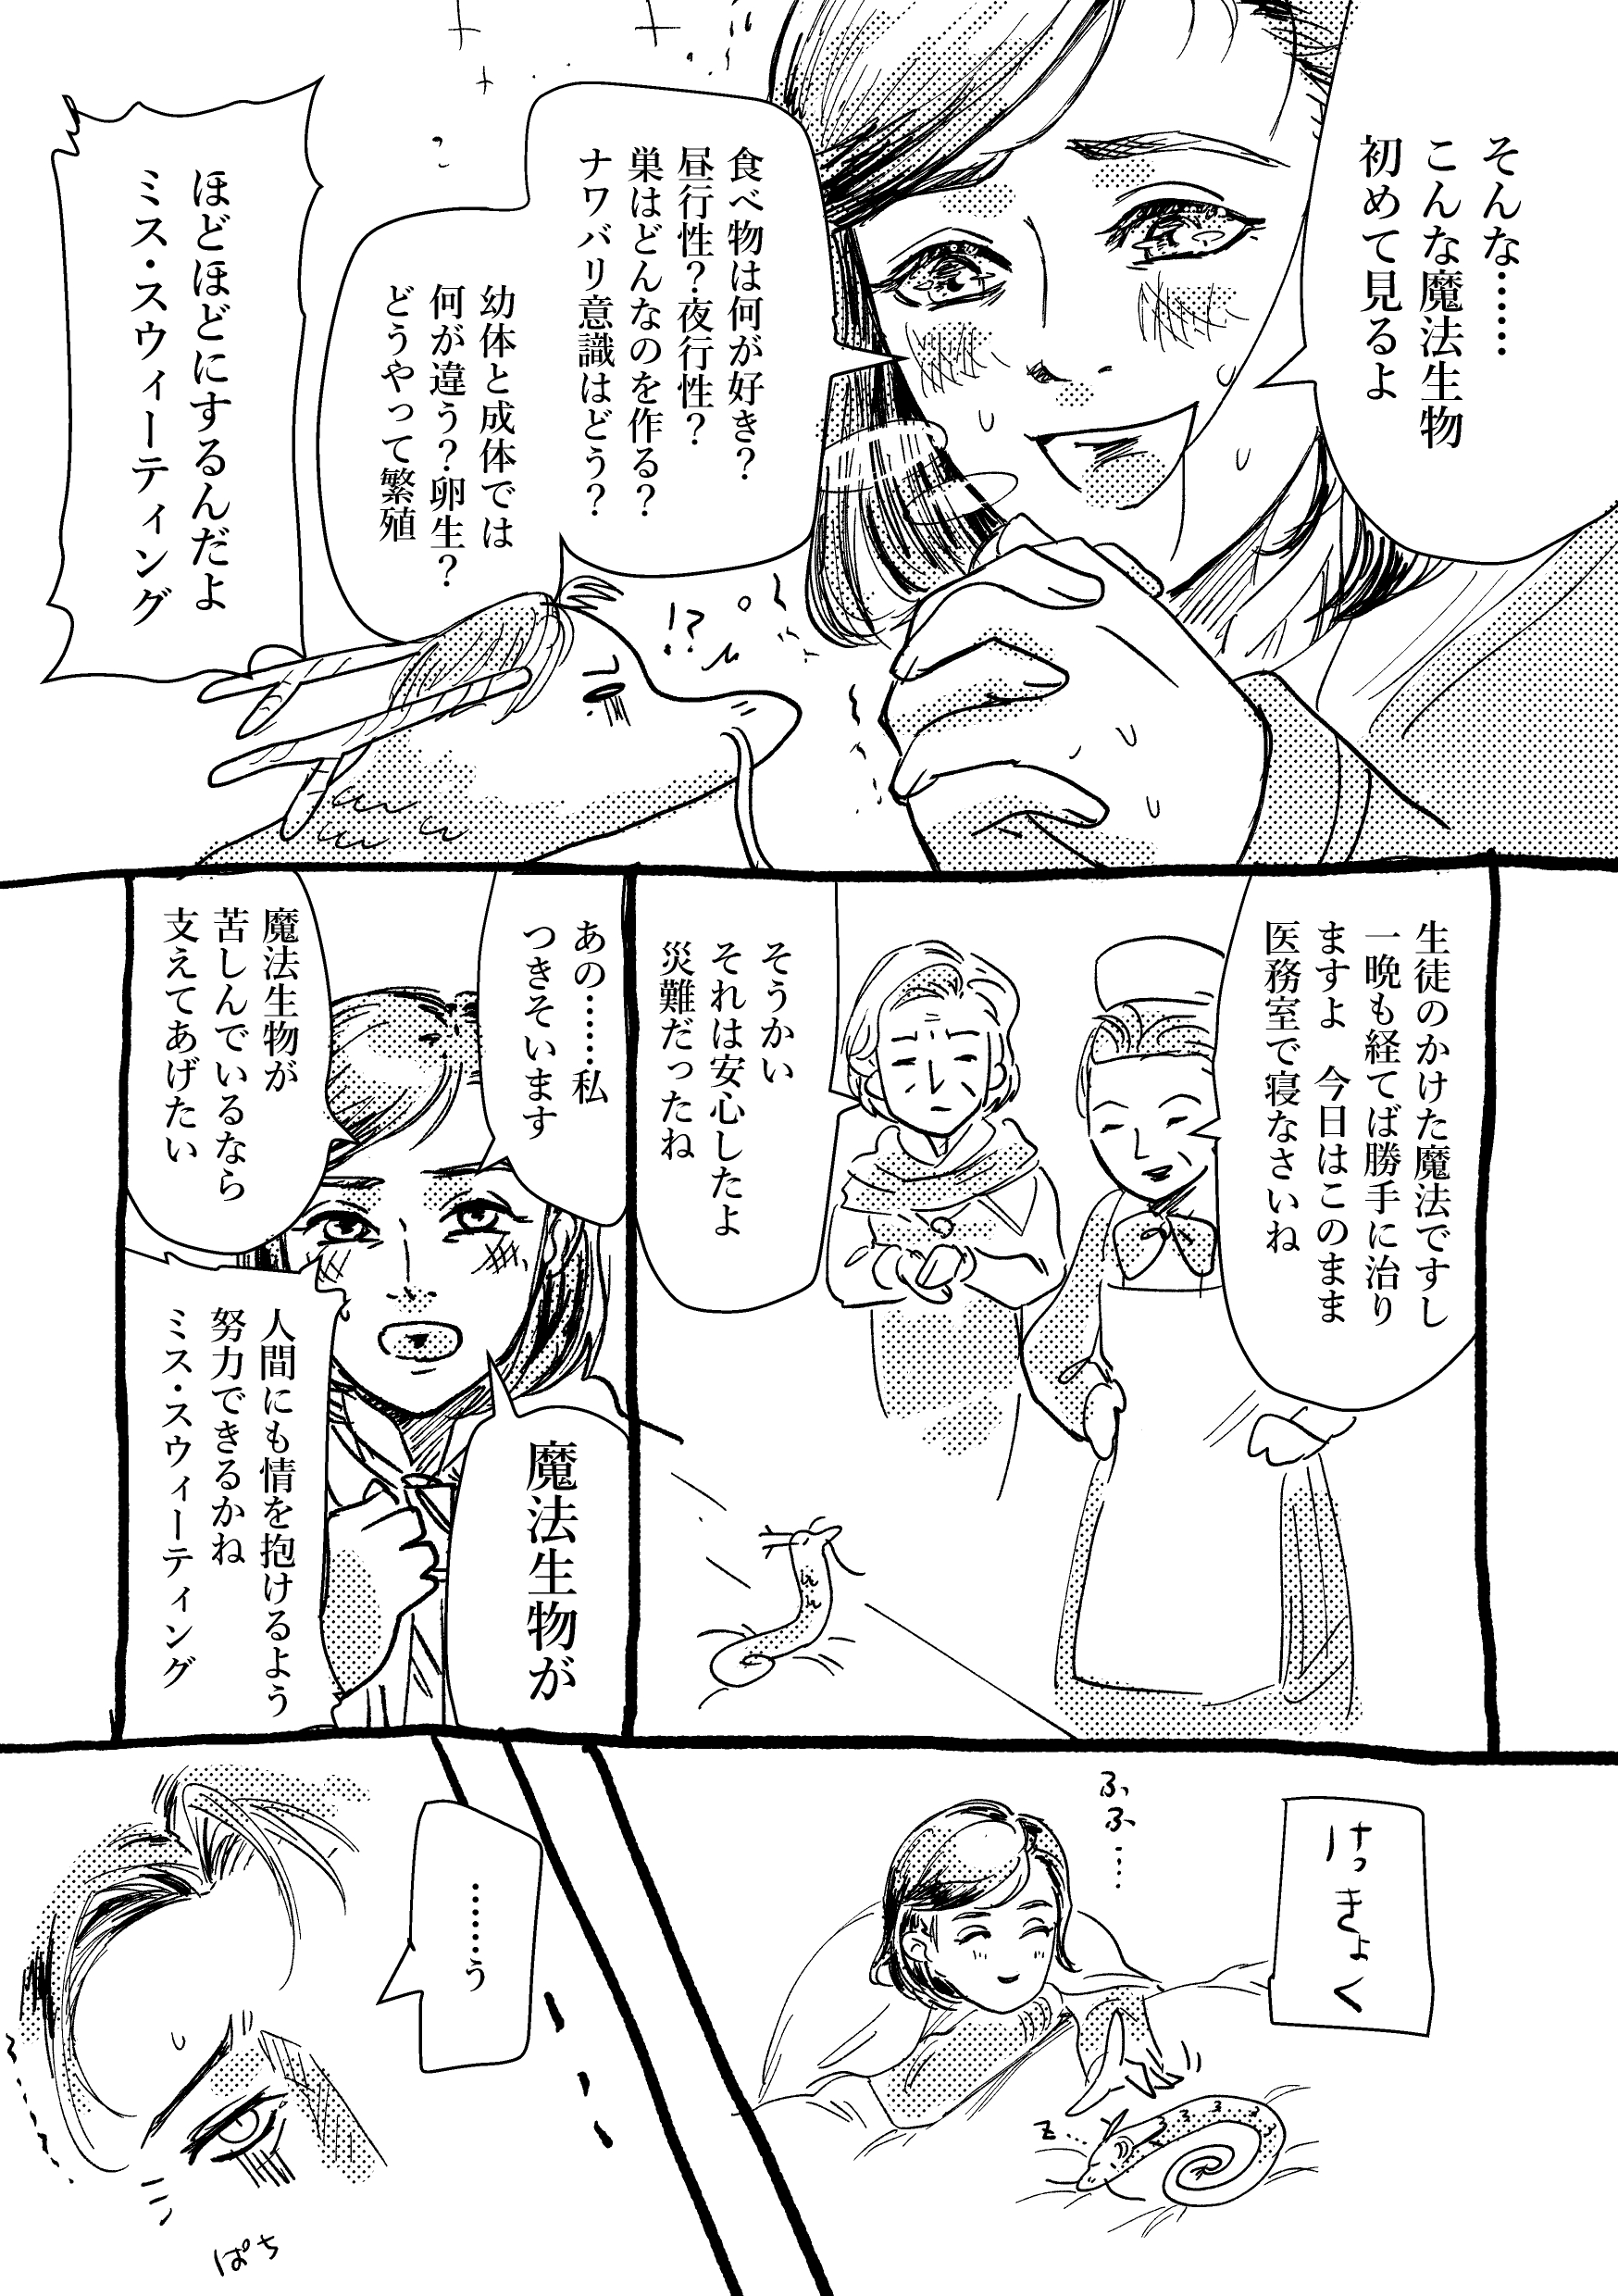 そんな……
こんな魔法生物
初めて見るよ
食べ物は何が好き？
昼行性？夜行性？
巣はどんなのを作る？
ナワバリ意識はどう？
幼体と成体では
何が違う？卵生？
どうやって繁殖
!?
ほどほどにするんだよ
ミス・スウィーティング
生徒のかけた魔法ですし
一晩も経てば勝手に治り
ますよ　今日はこのまま
医務室で寝なさいね
そうかい
それは安心したよ
災難だったね
あの……私
つきそいます
魔法生物が
苦しんでいるなら
支えてあげたい
魔法生物が
人間にも情を抱けるよう
努力できるかね
ミス・スウィーティング
けっきょく
ふふ…
z…
……う
ぱち